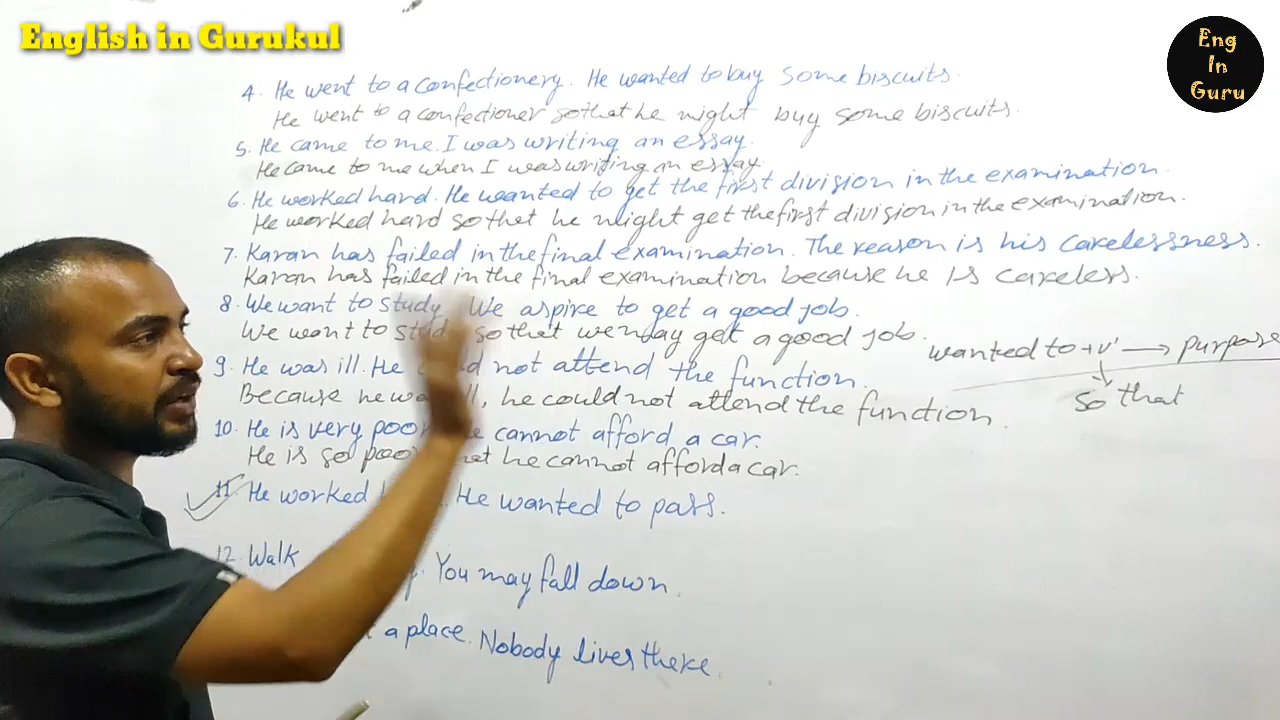 English in Gurukul
Eng
In
Guru
4. He went to a confectionery. He wanted to buy some biscuits.
He went to a confectioner so that he might buy some biscuits.
5. He came to me. I was writing an essay.
He came to me when I was writing an essay.
6. He worked hard. He wanted to get the first division in the examination.
He worked hard so that he might get the first division in the examination.
7. Karan has failed in the final examination. The reason is his carelessness.
Karan has failed in the final examination because he is careless.
8. We want to study. We aspire to get a good job.
We want to study so that we may get a good job.
wanted to + v' → purpose
so that
9. He was ill. He could not attend the function.
Because he was ill, he could not attend the function.
10. He is very poor. He cannot afford a car.
He is so poor that he cannot afford a car.
11. He worked He wanted to pass.
12. Walk You may fall down.
a place. Nobody lives there.